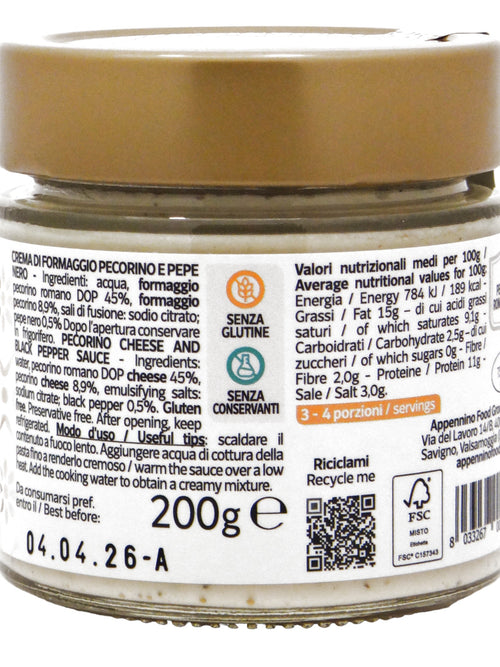 CREMA DI FORMAGGIO PECORINO E PEPE
NERO - Ingredienti: acqua, formaggio
pecorino romano DOP 45%, formaggio
pecorino 8,9%, sali di fusione: sodio citrato;
pepe nero 0,5% Dopo l'apertura conservare
in frigorifero. PECORINO CHEESE AND
BLACK PEPPER SAUCE - Ingredients:
water, pecorino romano DOP cheese 45%,
pecorino cheese 8,9%, emulsifying salts:
sodium citrate; black pepper 0,5%. Gluten
free. Preservative free. After opening, keep
refrigerated. Modo d'uso / Useful tips: scaldare il
contenuto a fuoco lento. Aggiungere acqua di cottura della
pasta fino a renderlo cremoso / warm the sauce over a low
heat. Add the cooking water to obtain a creamy mixture.
Da consumarsi pref.
entro il / Best before:
200g e
04.04.26-A
SENZA
GLUTINE
SENZA
CONSERVANTI
Valori nutrizionali medi per 100g /
Average nutritional values for 100g:
Energia / Energy 784 kJ / 189 kcal -
Grassi / Fat 15g - di cui acidi grassi
saturi / of which saturates 9,1g -
Carboidrati / Carbohydrate 2,5g - di cui
zuccheri / of which sugars 0g - Fibre /
Fibre 2,0g - Proteine / Protein 11g -
Sale / Salt 3,0g.
3 - 4 porzioni / servings
Riciclami
Recycle me
FSC
MISTO
Etichetta
FSC® C157343
Appennino Food
Via del Lavoro 14/B, 40
Savigno, Valsamogg
appenninofood
8 033267